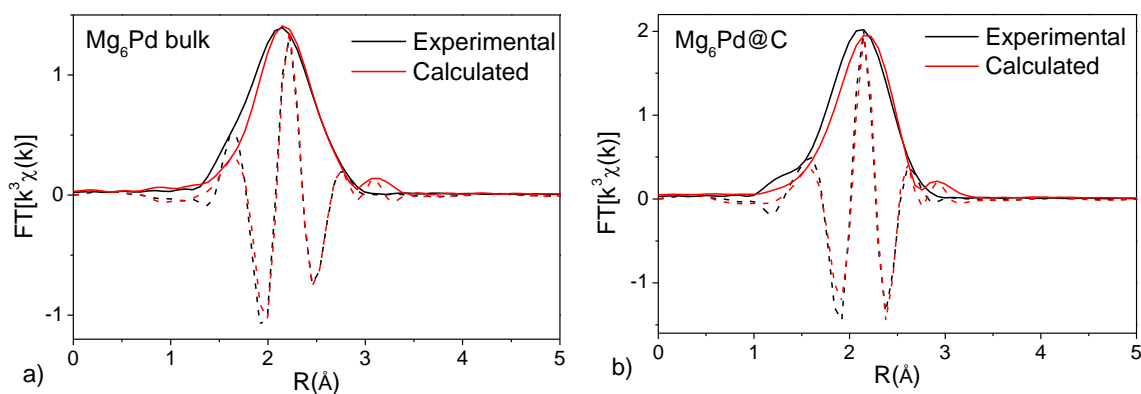 Mg6Pd bulk
Experimental
Calculated
FT[k³χ(k)]
1
0
-1
0 1 2 3 4 5
R(Å)
a)
Mg6Pd@C
Experimental
Calculated
FT[k³χ(k)]
2
1
0
-1
0 1 2 3 4 5
R(Å)
b)